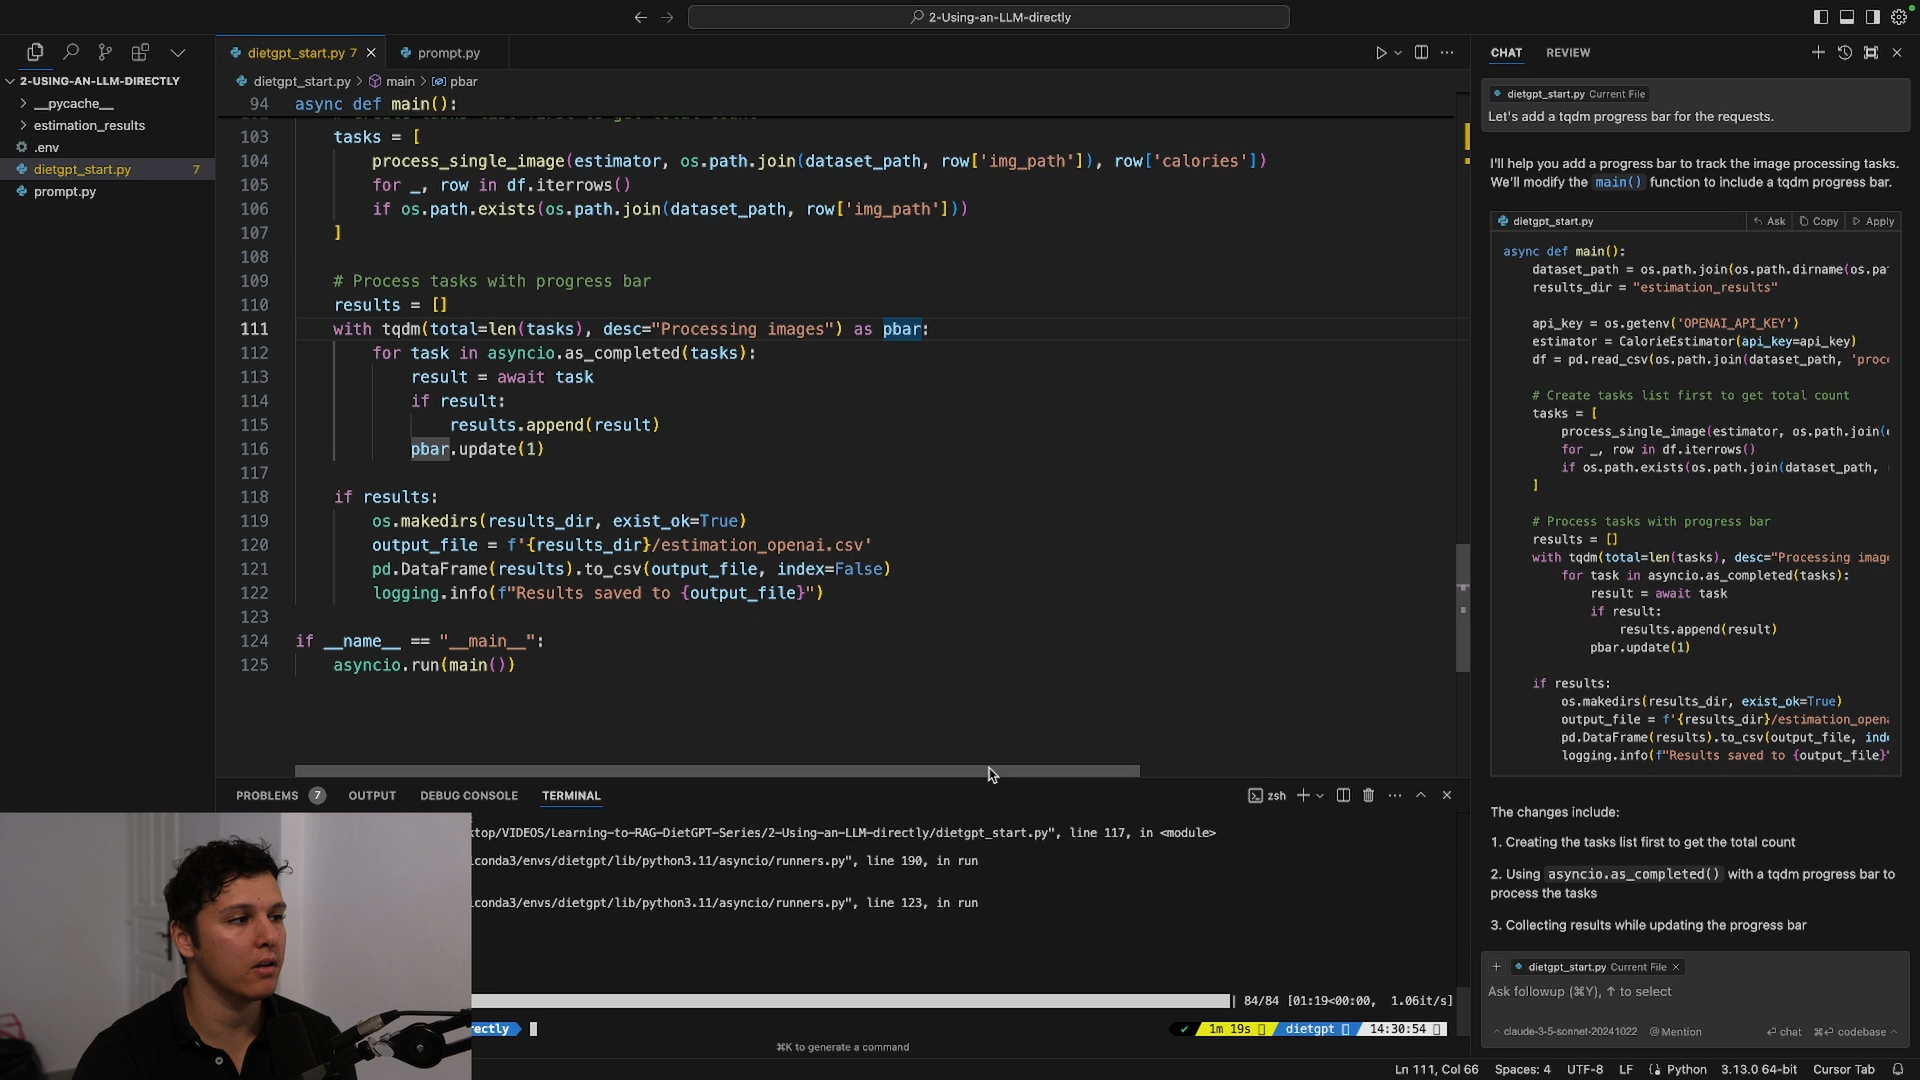 2-Using-an-LLM-directly
dietgpt_start.py 7
prompt.py
CHAT
REVIEW
2-USING-AN-LLM-DIRECTLY
__pycache__
estimation_results
.env
dietgpt_start.py 7
prompt.py
dietgpt_start.py > main > pbar
94 async def main():
103 tasks = [
104 process_single_image(estimator, os.path.join(dataset_path, row['img_path']), row['calories'])
105 for _, row in df.iterrows()
106 if os.path.exists(os.path.join(dataset_path, row['img_path']))
107 ]
108
109 # Process tasks with progress bar
110 results = []
111 with tqdm(total=len(tasks), desc="Processing images") as pbar:
112 for task in asyncio.as_completed(tasks):
113 result = await task
114 if result:
115 results.append(result)
116 pbar.update(1)
117
118 if results:
119 os.makedirs(results_dir, exist_ok=True)
120 output_file = f'{results_dir}/estimation_openai.csv'
121 pd.DataFrame(results).to_csv(output_file, index=False)
122 logging.info(f"Results saved to {output_file}")
123
124 if __name__ == "__main__":
125 asyncio.run(main())
PROBLEMS 7 OUTPUT DEBUG CONSOLE TERMINAL
zsh
top/VIDEOS/Learning-to-RAG-DietGPT-Series/2-Using-an-LLM-directly/dietgpt_start.py", line 117, in <module>
conda3/envs/dietgpt/lib/python3.11/asyncio/runners.py", line 190, in run
conda3/envs/dietgpt/lib/python3.11/asyncio/runners.py", line 123, in run
| 84/84 [01:19<00:00, 1.06it/s]
rectly
✔ 1m 19s dietgpt 14:30:54
⌘K to generate a command
dietgpt_start.py Current File
Let's add a tqdm progress bar for the requests.
I'll help you add a progress bar to track the image processing tasks.
We'll modify the main() function to include a tqdm progress bar.
dietgpt_start.py Ask Copy Apply
async def main():
dataset_path = os.path.join(os.path.dirname(os.pa
results_dir = "estimation_results"
api_key = os.getenv('OPENAI_API_KEY')
estimator = CalorieEstimator(api_key=api_key)
df = pd.read_csv(os.path.join(dataset_path, 'proc
# Create tasks list first to get total count
tasks = [
process_single_image(estimator, os.path.join(
for _, row in df.iterrows()
if os.path.exists(os.path.join(dataset_path,
]
# Process tasks with progress bar
results = []
with tqdm(total=len(tasks), desc="Processing imag
for task in asyncio.as_completed(tasks):
result = await task
if result:
results.append(result)
pbar.update(1)
if results:
os.makedirs(results_dir, exist_ok=True)
output_file = f'{results_dir}/estimation_open
pd.DataFrame(results).to_csv(output_file, ind
logging.info(f"Results saved to {output_file}"
The changes include:
1. Creating the tasks list first to get the total count
2. Using asyncio.as_completed() with a tqdm progress bar to
process the tasks
3. Collecting results while updating the progress bar
dietgpt_start.py Current File
Ask followup (⌘Y), ↑ to select
claude-3-5-sonnet-20241022 @Mention chat codebase
Ln 111, Col 66 Spaces: 4 UTF-8 LF Python 3.13.0 64-bit Cursor Tab